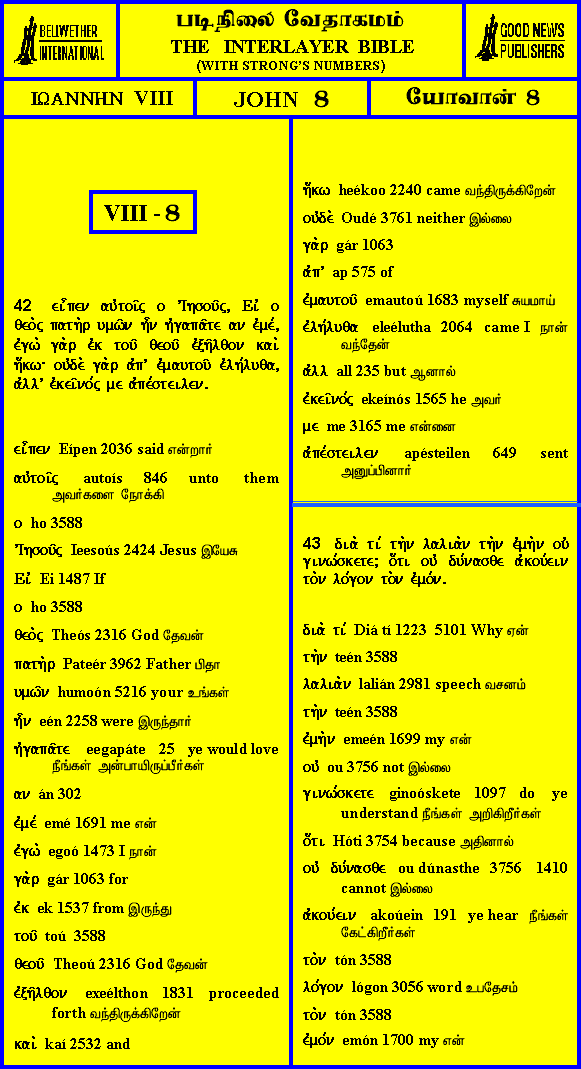 BELIWETHER
INTERNATIONAL
படிநிலை வேதாகமம்
THE INTERLAYER BIBLE
(WITH STRONG'S NUMBERS)
GOOD NEWS
PUBLISHERS
ΙΩΑΝΝΗΝ VIII
JOHN 8
யோவான் 8
VIII - 8
42 εἶπεν αὐτοῖς ο Ἰησοῦς, Εἰ ο
θεὸς πατὴρ υμῶν ἦν ἠγαπᾶτε αν ἐμέ,
ἐγὼ γὰρ ἐκ τοῦ θεοῦ ἐξῆλθον καὶ
ἥκω· οὐδὲ γὰρ ἀπ' ἐμαυτοῦ ἐλήλυθα,
ἀλλ' ἐκεῖνός με ἀπέστειλεν.
εἶπεν Eípen 2036 said என்றார்
αὐτοῖς autoís 846 unto them
அவர்களை நோக்கி
ο ho 3588
Ἰησοῦς Ieesoús 2424 Jesus இயேசு
Εἰ Ei 1487 If
ο ho 3588
θεὸς Theós 2316 God தேவன்
πατὴρ Pateér 3962 Father பிதா
υμῶν humoón 5216 your உங்கள்
ἦν eén 2258 were இருந்தார்
ἠγαπᾶτε eegapáte 25 ye would love
நீங்கள் அன்பாயிருப்பீர்கள்
αν án 302
ἐμέ emé 1691 me என்
ἐγὼ egoó 1473 I நான்
γὰρ gár 1063 for
ἐκ ek 1537 from இருந்து
τοῦ toú 3588
θεοῦ Theoú 2316 God தேவன்
ἐξῆλθον exeélthon 1831 proceeded
forth வந்திருக்கிறேன்
καὶ kaí 2532 and
ἥκω heékoo 2240 came வந்திருக்கிறேன்
οὐδὲ Oudé 3761 neither இல்லை
γὰρ gár 1063
ἀπ' ap 575 of
ἐμαυτοῦ emautoú 1683 myself சுயமாய்
ἐλήλυθα eleélutha 2064 came I நான்
வந்தேன்
ἀλλ all 235 but ஆனால்
ἐκεῖνός ekeínós 1565 he அவர்
με me 3165 me என்னை
ἀπέστειλεν apésteilen 649 sent
அனுப்பினார்
43 διὰ τί τὴν λαλιὰν τὴν ἐμὴν οὐ
γινώσκετε; ὅτι οὐ δύνασθε ἀκούειν
τὸν λόγον τὸν ἐμόν.
διὰ τί Diá tí 1223 5101 Why ஏன்
τὴν teén 3588
λαλιὰν lalián 2981 speech வசனம்
τὴν teén 3588
ἐμὴν emeén 1699 my என்
οὐ ou 3756 not இல்லை
γινώσκετε ginoóskete 1097 do ye
understand நீங்கள் அறிகிறீர்கள்
ὅτι Hóti 3754 because அதினால்
οὐ δύνασθε ou dúnasthe 3756 1410
cannot இல்லை
ἀκούειν akoúein 191 ye hear நீங்கள்
கேட்கிறீர்கள்
τὸν tón 3588
λόγον lógon 3056 word உபதேசம்
τὸν tón 3588
ἐμόν emón 1700 my என்